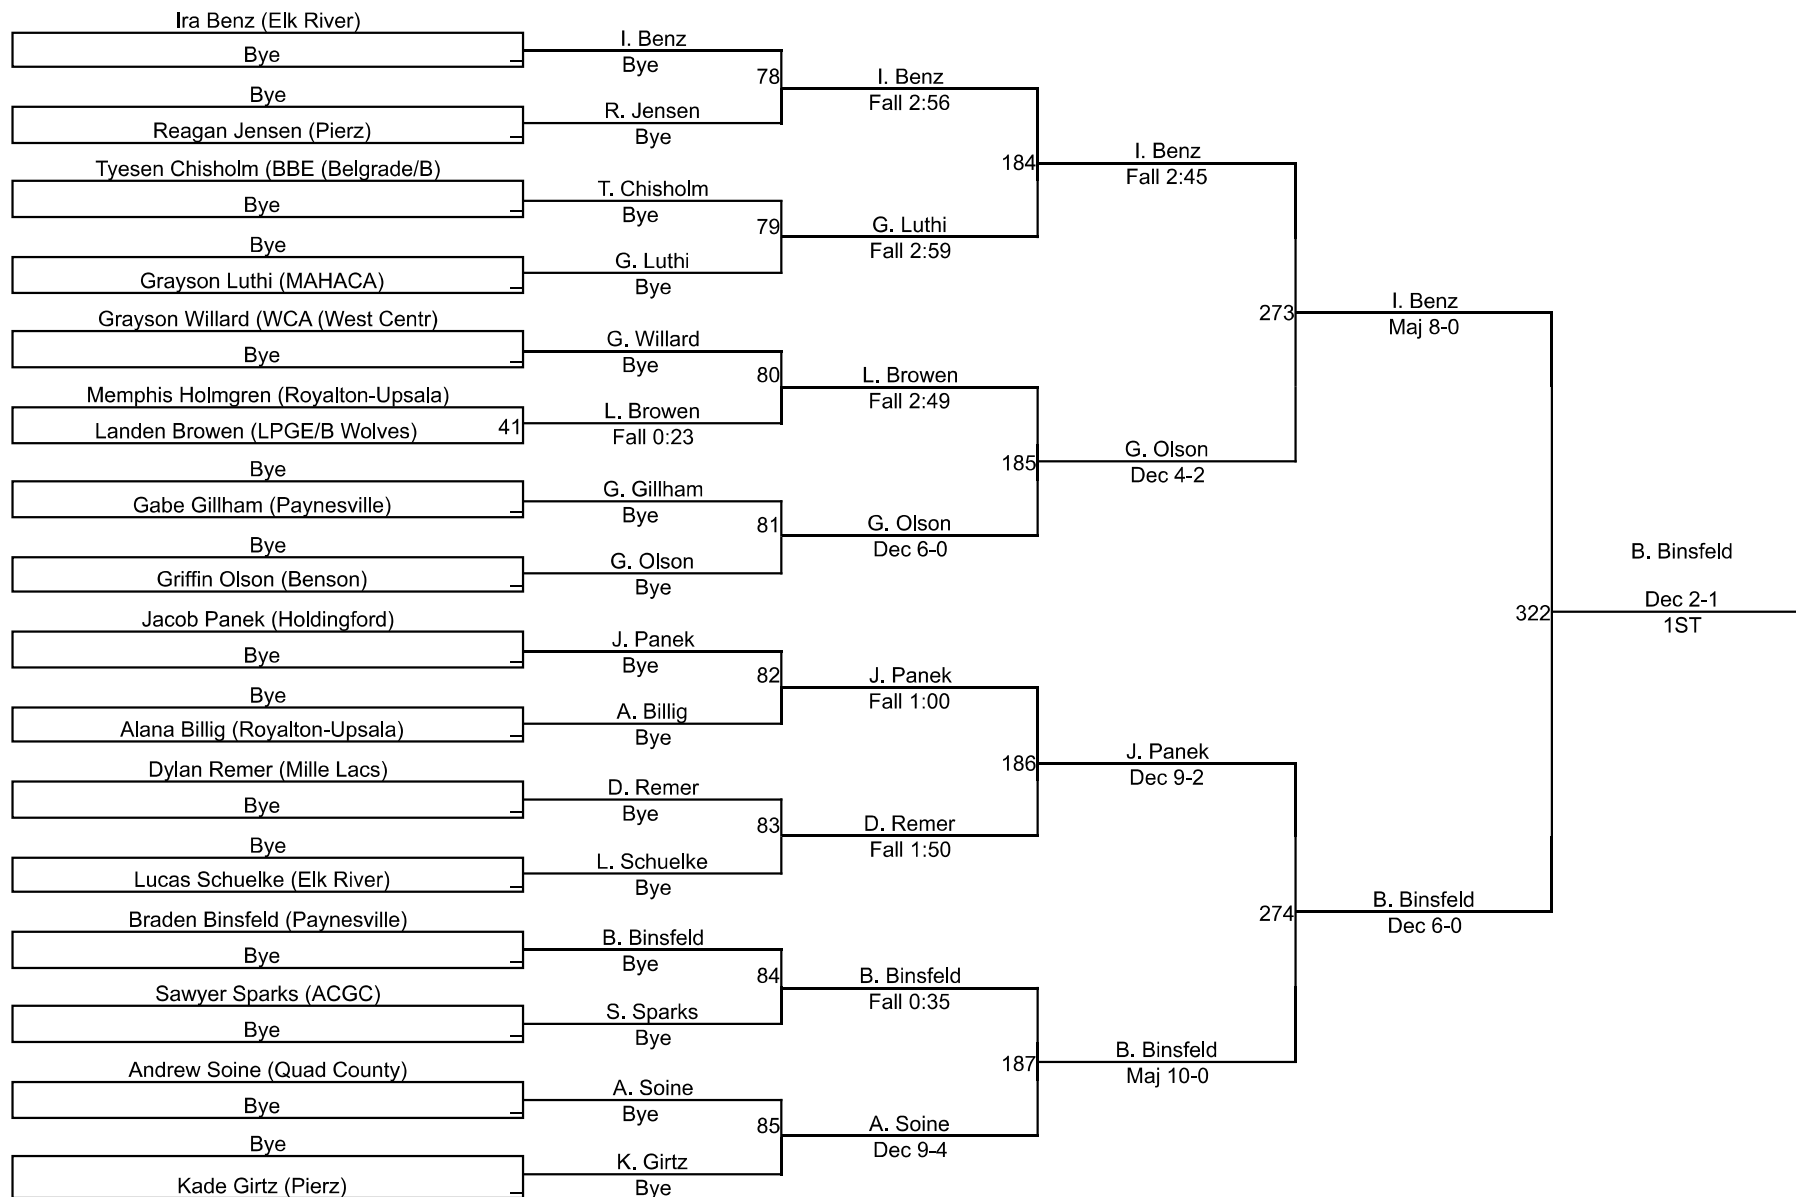 Ira Benz (Elk River)
Bye
Bye
Reagan Jensen (Pierz)
Tyesen Chisholm (BBE (Belgrade/B)
Bye
Bye
Grayson Luthi (MAHACA)
Grayson Willard (WCA (West Centr)
Bye
Memphis Holmgren (Royalton-Upsala)
Landen Browen (LPGE/B Wolves) 41
Bye
Gabe Gillham (Paynesville)
Bye
Griffin Olson (Benson)
Jacob Panek (Holdingford)
Bye
Bye
Alana Billig (Royalton-Upsala)
Dylan Remer (Mille Lacs)
Bye
Bye
Lucas Schuelke (Elk River)
Braden Binsfeld (Paynesville)
Bye
Sawyer Sparks (ACGC)
Bye
Andrew Soine (Quad County)
Bye
Bye
Kade Girtz (Pierz)
I. Benz
Bye
78
R. Jensen
Bye
T. Chisholm
Bye
79
G. Luthi
Bye
G. Willard
Bye
80
L. Browen
Fall 0:23
G. Gillham
Bye
81
G. Olson
Bye
J. Panek
Bye
82
A. Billig
Bye
D. Remer
Bye
83
L. Schuelke
Bye
B. Binsfeld
Bye
84
S. Sparks
Bye
A. Soine
Bye
85
K. Girtz
Bye
I. Benz
Fall 2:56
184
G. Luthi
Fall 2:59
L. Browen
Fall 2:49
185
G. Olson
Dec 6-0
J. Panek
Fall 1:00
186
D. Remer
Fall 1:50
B. Binsfeld
Fall 0:35
187
A. Soine
Dec 9-4
I. Benz
Fall 2:45
273
G. Olson
Dec 4-2
J. Panek
Dec 9-2
274
B. Binsfeld
Maj 10-0
I. Benz
Maj 8-0
322
B. Binsfeld
Dec 6-0
B. Binsfeld
Dec 2-1
1ST